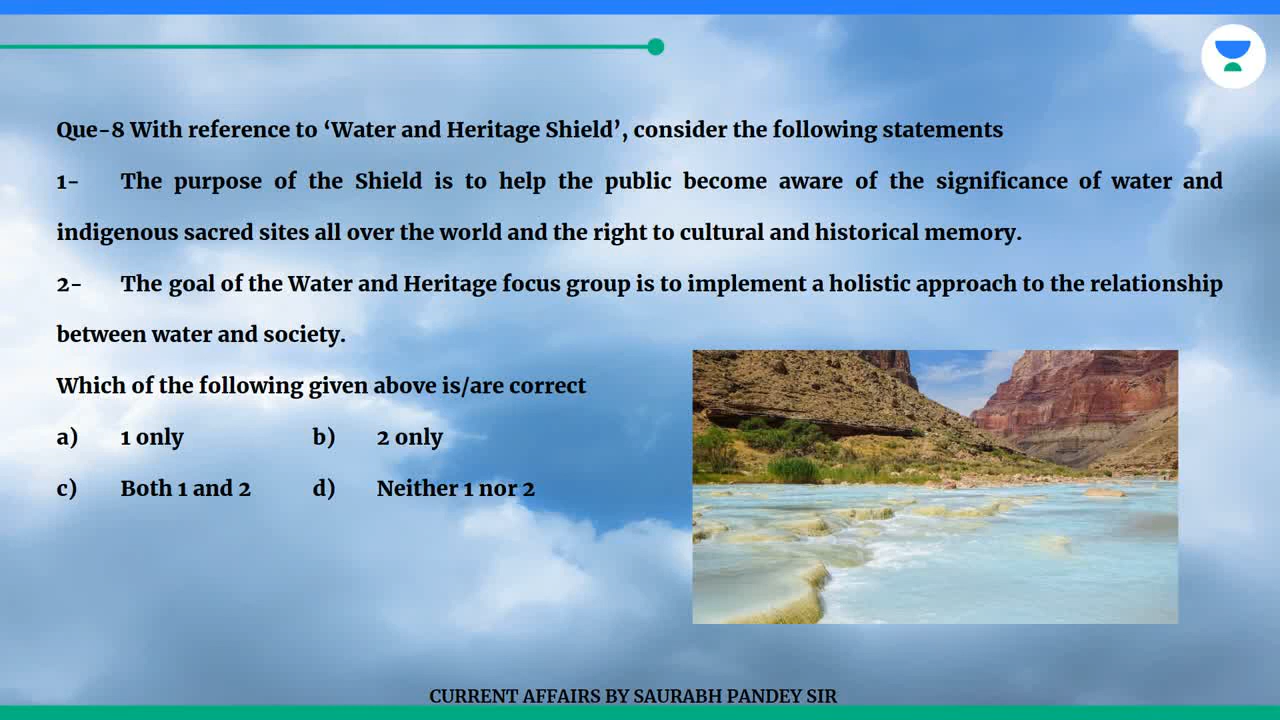 Que-8 With reference to ‘Water and Heritage Shield’, consider the following statements
1- The purpose of the Shield is to help the public become aware of the significance of water and
indigenous sacred sites all over the world and the right to cultural and historical memory.
2- The goal of the Water and Heritage focus group is to implement a holistic approach to the relationship
between water and society.
Which of the following given above is/are correct
a) 1 only b) 2 only
c) Both 1 and 2 d) Neither 1 nor 2
CURRENT AFFAIRS BY SAURABH PANDEY SIR